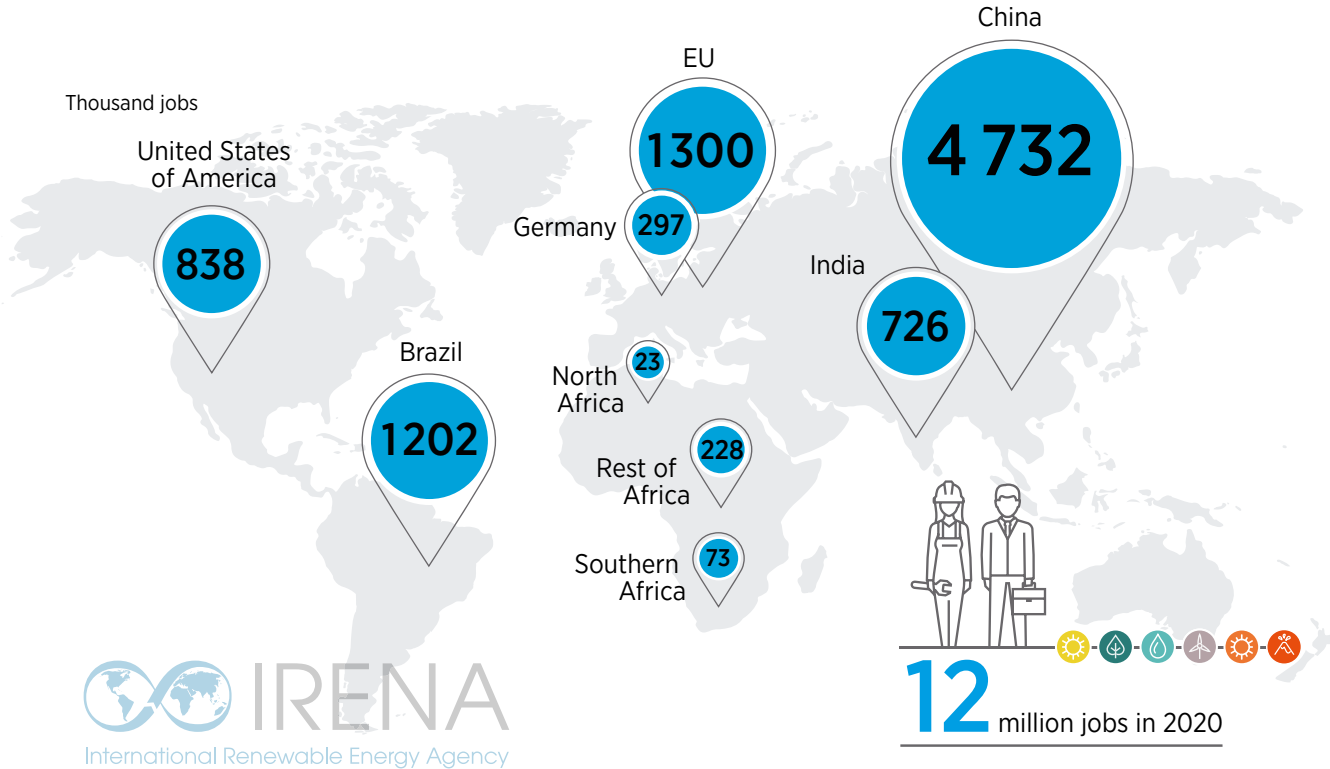 Thousand jobs
United States
of America
838
Brazil
1202
EU
1300
Germany
297
China
4 732
India
726
North
Africa
23
Rest of
Africa
228
Southern
Africa
73
12 million jobs in 2020
IRENA
International Renewable Energy Agency